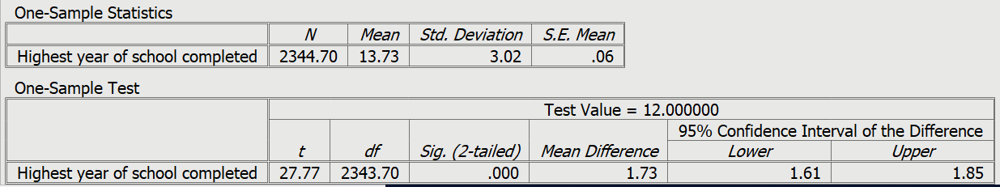 One-Sample Statistics
N Mean Std. Deviation S.E. Mean
Highest year of school completed 2344.70 13.73 3.02 .06
One-Sample Test
Test Value = 12.000000
95% Confidence Interval of the Difference
t df Sig. (2-tailed) Mean Difference Lower Upper
Highest year of school completed 27.77 2343.70 .000 1.73 1.61 1.85